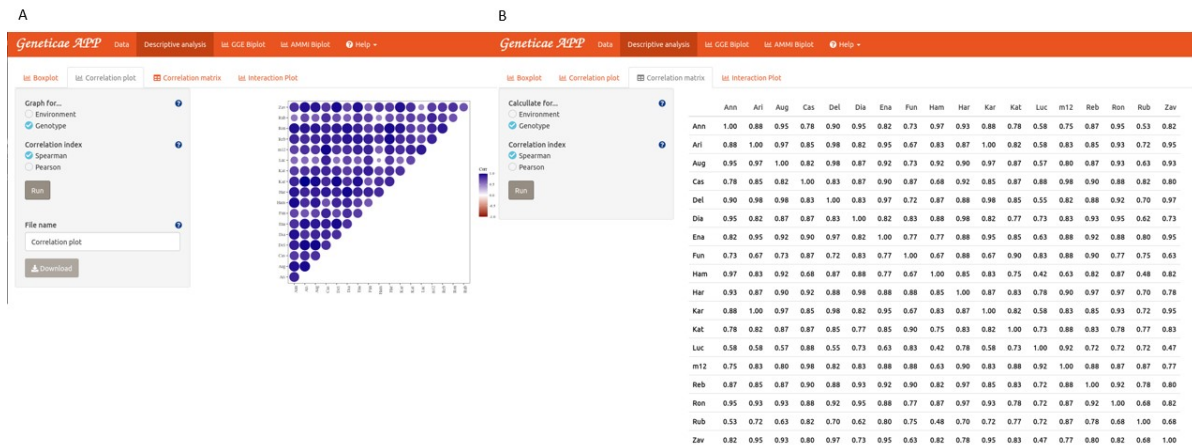 A
Geneticae APP Data Descriptive analysis GGE Biplot AMMI Biplot Help
Boxplot Correlation plot Correlation matrix Interaction Plot
Graph for...
Environment
Genotype
Correlation index
Spearman
Pearson
Run
File name
Correlation plot
Download
Corr
B
Geneticae APP Data Descriptive analysis GGE Biplot AMMI Biplot Help
Boxplot Correlation plot Correlation matrix Interaction Plot
Calcullate for...
Environment
Genotype
Correlation index
Spearman
Pearson
Run
Ann Ari Aug Cas Del Dia Ena Fun Ham Har Kar Kat Luc m12 Reb Ron Rub Zav
Ann 1.00 0.88 0.95 0.78 0.90 0.95 0.82 0.73 0.97 0.93 0.88 0.78 0.58 0.75 0.87 0.95 0.53 0.82
Ari 0.88 1.00 0.97 0.85 0.98 0.82 0.95 0.67 0.83 0.87 1.00 0.82 0.58 0.83 0.85 0.93 0.72 0.95
Aug 0.95 0.97 1.00 0.82 0.98 0.87 0.92 0.73 0.92 0.90 0.97 0.87 0.57 0.80 0.87 0.93 0.63 0.93
Cas 0.78 0.85 0.82 1.00 0.83 0.87 0.90 0.87 0.68 0.92 0.85 0.87 0.88 0.98 0.90 0.88 0.82 0.80
Del 0.90 0.98 0.98 0.83 1.00 0.83 0.97 0.72 0.87 0.88 0.98 0.85 0.55 0.82 0.88 0.92 0.70 0.97
Dia 0.95 0.82 0.87 0.87 0.83 1.00 0.82 0.83 0.88 0.98 0.82 0.77 0.73 0.83 0.93 0.95 0.62 0.73
Ena 0.82 0.95 0.92 0.90 0.97 0.82 1.00 0.77 0.77 0.88 0.95 0.85 0.63 0.88 0.92 0.88 0.80 0.95
Fun 0.73 0.67 0.73 0.87 0.72 0.83 0.77 1.00 0.67 0.88 0.67 0.90 0.83 0.88 0.90 0.77 0.75 0.63
Ham 0.97 0.83 0.92 0.68 0.87 0.88 0.77 0.67 1.00 0.85 0.83 0.75 0.42 0.63 0.82 0.87 0.48 0.82
Har 0.93 0.87 0.90 0.92 0.88 0.98 0.88 0.88 0.85 1.00 0.87 0.83 0.78 0.90 0.97 0.97 0.70 0.78
Kar 0.88 1.00 0.97 0.85 0.98 0.82 0.95 0.67 0.83 0.87 1.00 0.82 0.58 0.83 0.85 0.93 0.72 0.95
Kat 0.78 0.82 0.87 0.87 0.85 0.77 0.85 0.90 0.75 0.83 0.82 1.00 0.73 0.88 0.83 0.78 0.77 0.83
Luc 0.58 0.58 0.57 0.88 0.55 0.73 0.63 0.83 0.42 0.78 0.58 0.73 1.00 0.92 0.72 0.72 0.72 0.47
m12 0.75 0.83 0.80 0.98 0.82 0.83 0.88 0.88 0.63 0.90 0.83 0.88 0.92 1.00 0.88 0.87 0.87 0.77
Reb 0.87 0.85 0.87 0.90 0.88 0.93 0.92 0.90 0.82 0.97 0.85 0.83 0.72 0.88 1.00 0.92 0.78 0.80
Ron 0.95 0.93 0.93 0.88 0.92 0.95 0.88 0.77 0.87 0.97 0.93 0.78 0.72 0.87 0.92 1.00 0.68 0.82
Rub 0.53 0.72 0.63 0.82 0.70 0.62 0.80 0.75 0.48 0.70 0.72 0.77 0.72 0.87 0.78 0.68 1.00 0.68
Zav 0.82 0.95 0.93 0.80 0.97 0.73 0.95 0.63 0.82 0.78 0.95 0.83 0.47 0.77 0.80 0.82 0.68 1.00